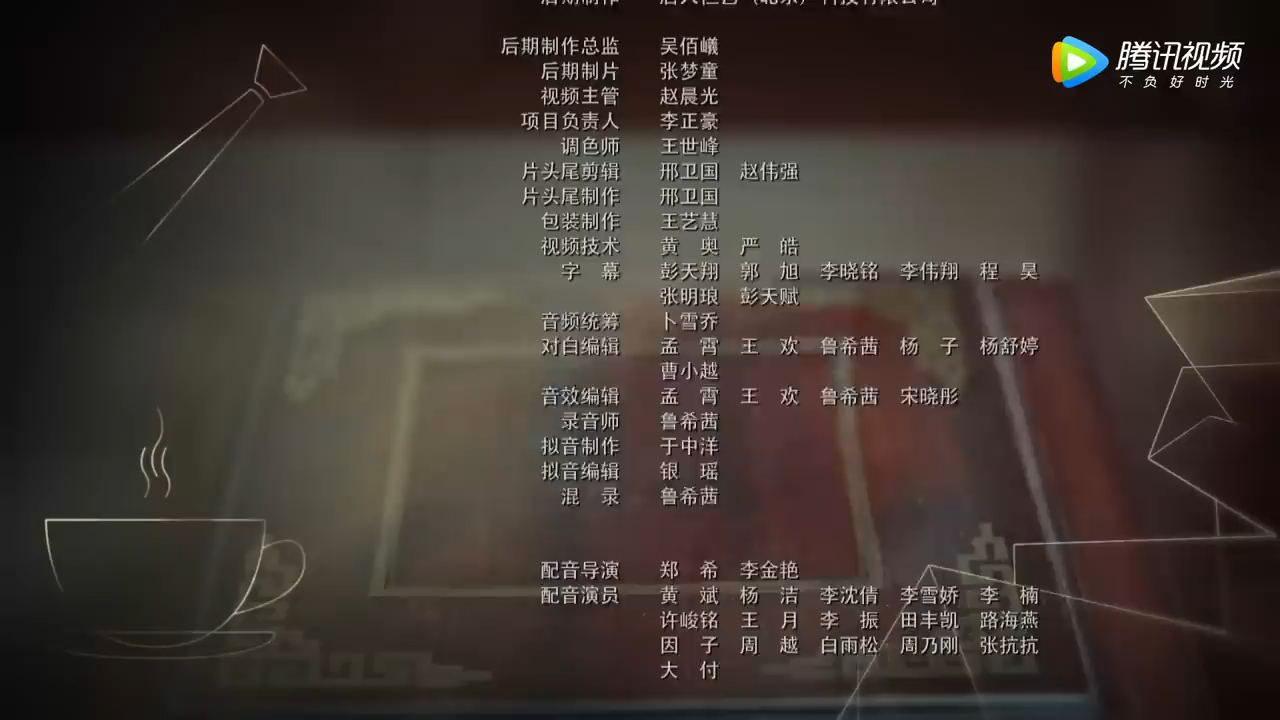 腾讯视频
不负好时光
后期制作总监 吴佰嶬
后期制片 张梦童
视频主管 赵晨光
项目负责人 李正豪
调色师 王世峰
片头尾剪辑 邢卫国 赵伟强
片头尾制作 邢卫国
包装制作 王艺慧
视频技术 黄 奥 严 皓
字 幕 彭天翔 郭 旭 李晓铭 李伟翔 程 昊
张明琅 彭天赋
音频统筹 卜雪乔
对白编辑 孟 霄 王 欢 鲁希茜 杨 子 杨舒婷
曹小越
音效编辑 孟 霄 王 欢 鲁希茜 宋晓彤
录音师 鲁希茜
拟音制作 于中洋
拟音编辑 银 瑶
混 录 鲁希茜
配音导演 郑 希 李金艳
配音演员 黄 斌 杨 洁 李沈倩 李雪娇 李 楠
许峻铭 王 月 李 振 田丰凯 路海燕
因 子 周 越 白雨松 周乃刚 张抗抗
大 付